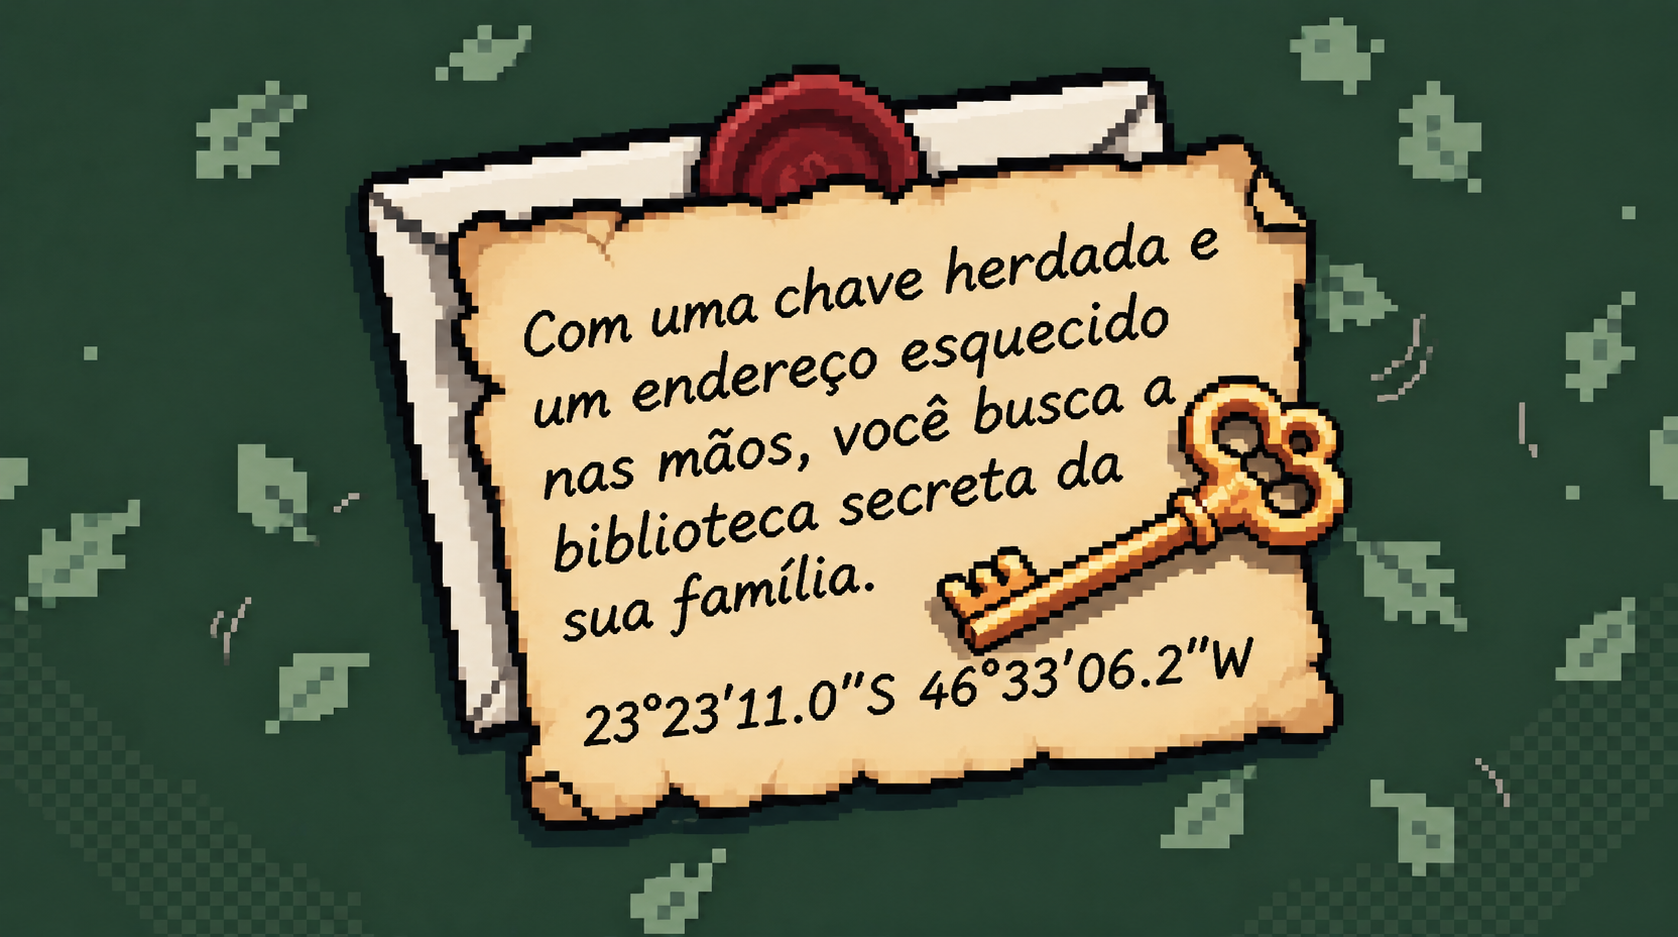 Com uma chave herdada e
um endereço esquecido
nas mãos, você busca a
biblioteca secreta da
sua família.
23°23'11.0"S 46°33'06.2"W